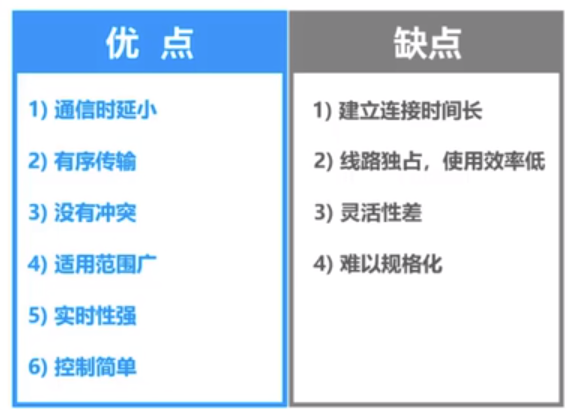 优 点
1) 通信时延小
2) 有序传输
3) 没有冲突
4) 适用范围广
5) 实时性强
6) 控制简单
缺点
1) 建立连接时间长
2) 线路独占，使用效率低
3) 灵活性差
4) 难以规格化